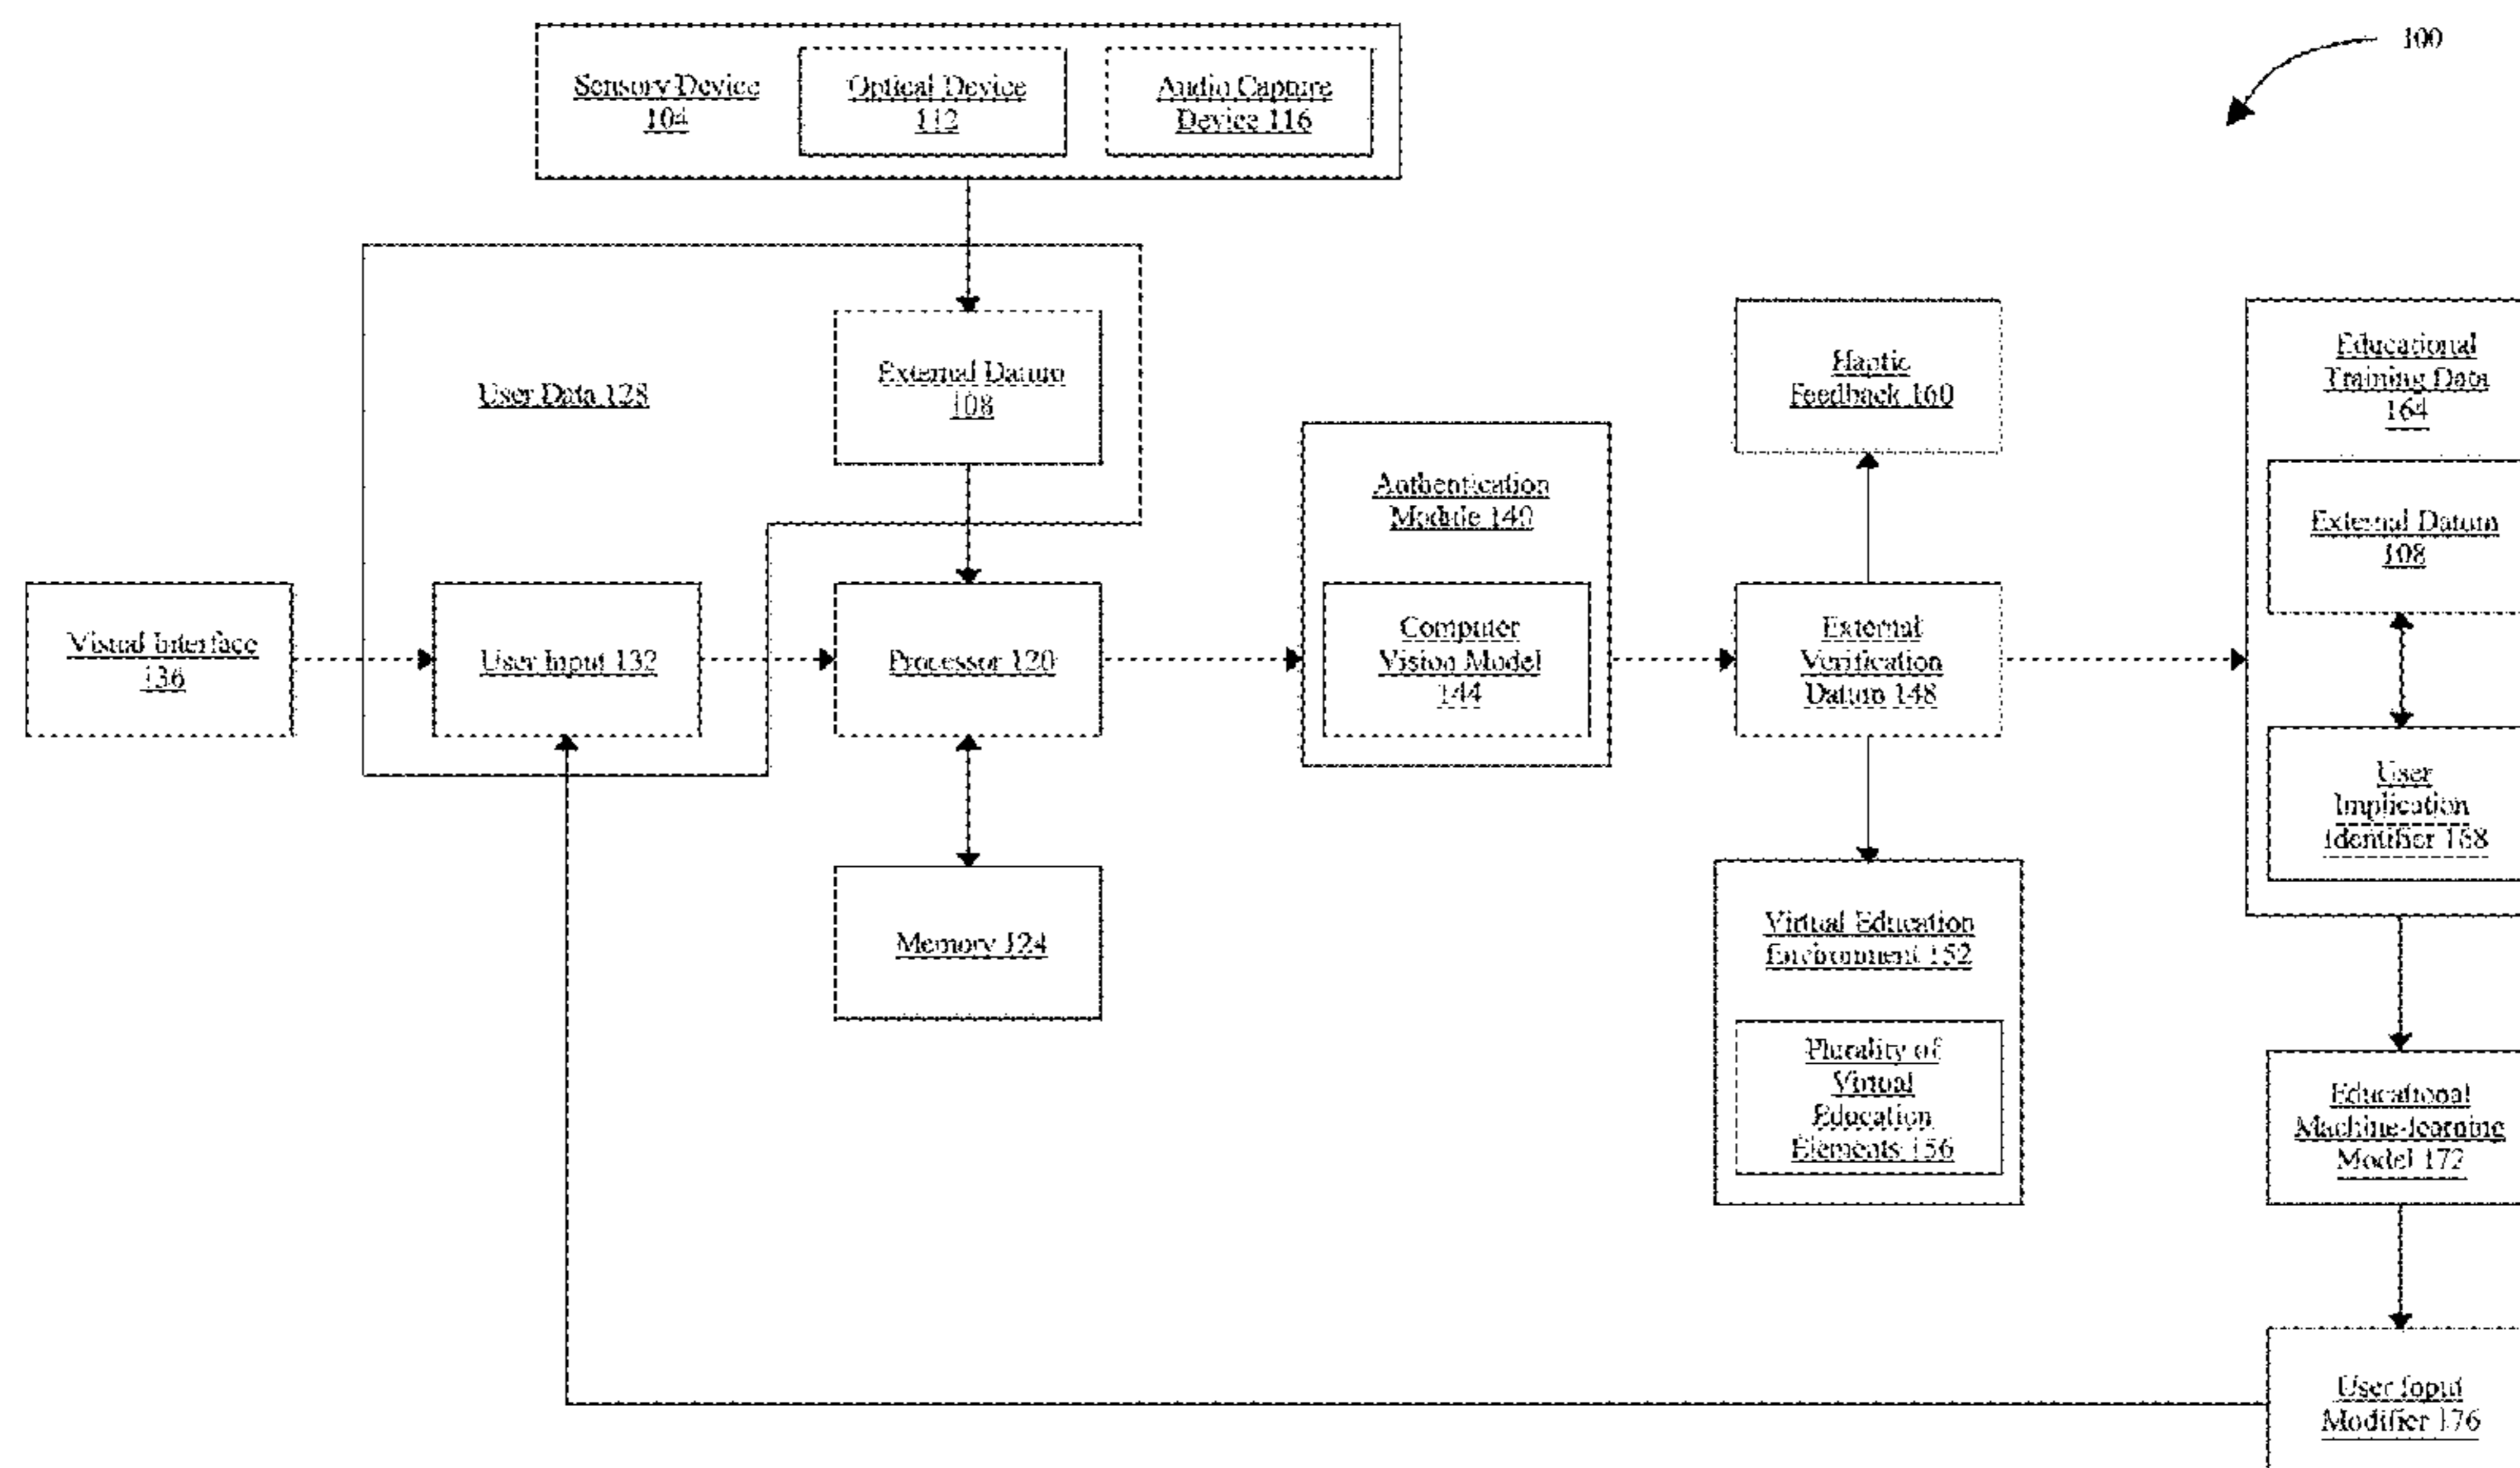 100
Sensory Device
104
Optical Device
112
Audio Capture
Device 116
User Data 128
External Datum
108
Haptic
Feedback 160
Educational
Training Data
164
Authentication
Module 140
External Datum
108
Visual Interface
136
User Input 132
Processor 120
Computer
Vision Model
144
External
Verification
Datum 148
User
Implication
Identifier 168
Memory 124
Virtual Education
Environment 152
Plurality of
Virtual
Education
Elements 156
Educational
Machine-learning
Model 172
User Input
Modifier 176